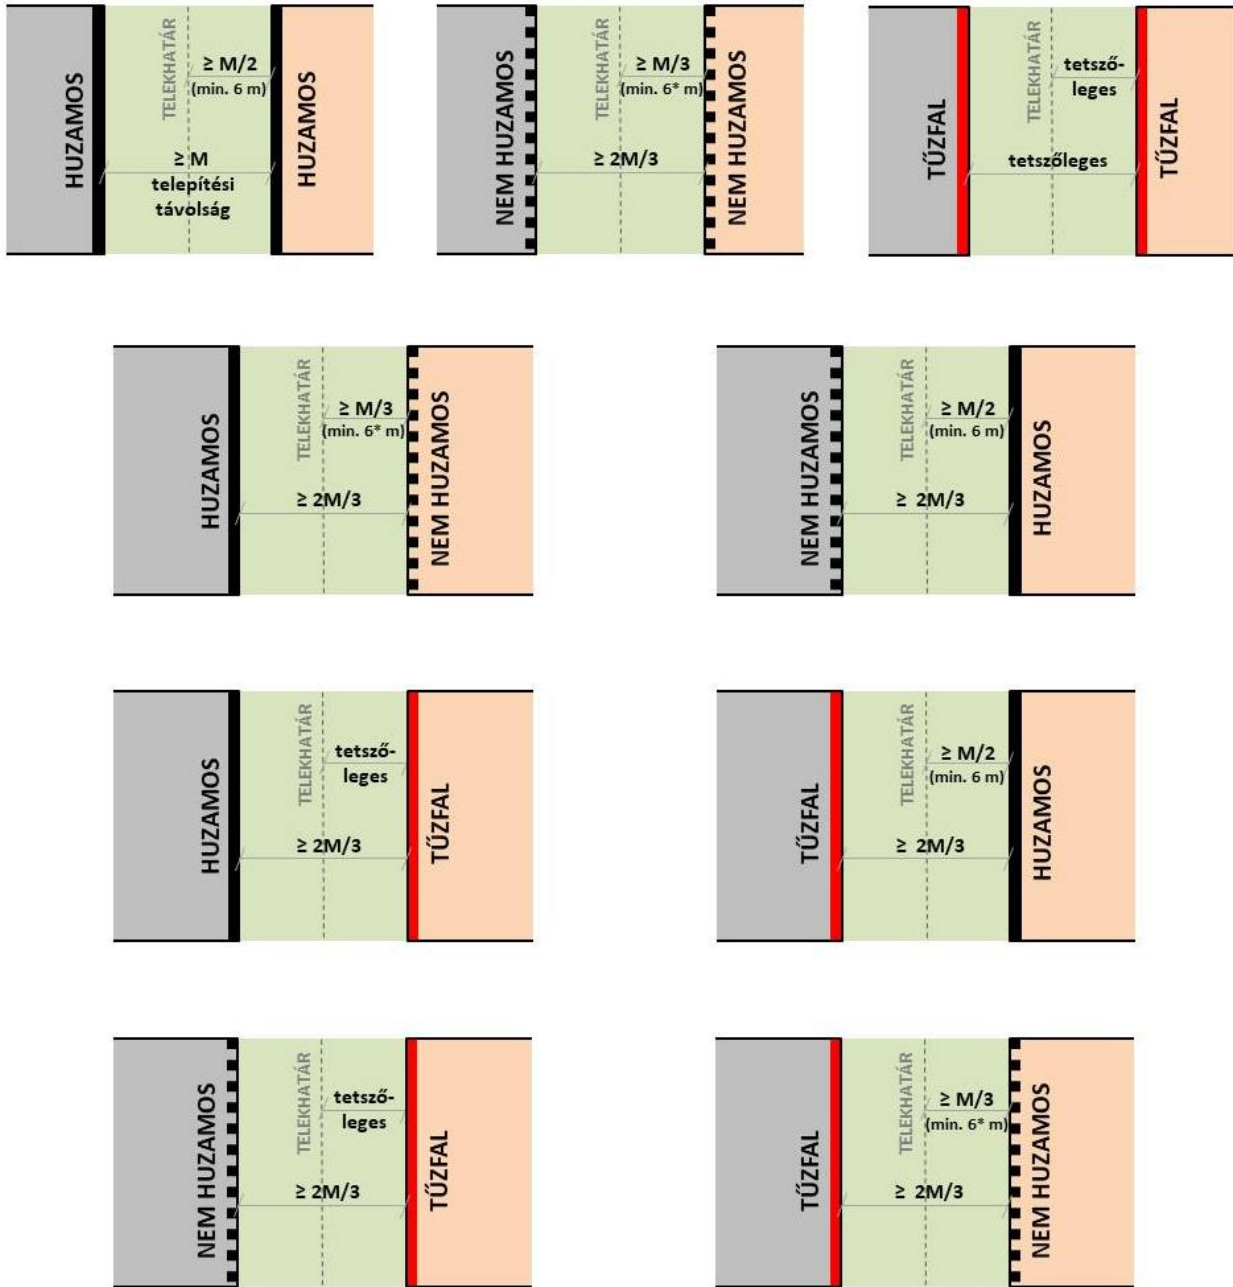 HUZAMOS
TELEKHATÁR
≥ M/2
(min. 6 m)
≥ M
telepítési
távolság
HUZAMOS
NEM HUZAMOS
TELEKHATÁR
≥ M/3
(min. 6* m)
≥ 2M/3
NEM HUZAMOS
TŰZFAL
TELEKHATÁR
tetsző-
leges
tetszőleges
TŰZFAL
HUZAMOS
TELEKHATÁR
≥ M/3
(min. 6* m)
≥ 2M/3
NEM HUZAMOS
NEM HUZAMOS
TELEKHATÁR
≥ M/2
(min. 6 m)
≥ 2M/3
HUZAMOS
HUZAMOS
TELEKHATÁR
tetsző-
leges
≥ 2M/3
TŰZFAL
TŰZFAL
TELEKHATÁR
≥ M/2
(min. 6 m)
≥ 2M/3
HUZAMOS
NEM HUZAMOS
TELEKHATÁR
tetsző-
leges
≥ 2M/3
TŰZFAL
TŰZFAL
TELEKHATÁR
≥ M/3
(min. 6* m)
≥ 2M/3
NEM HUZAMOS